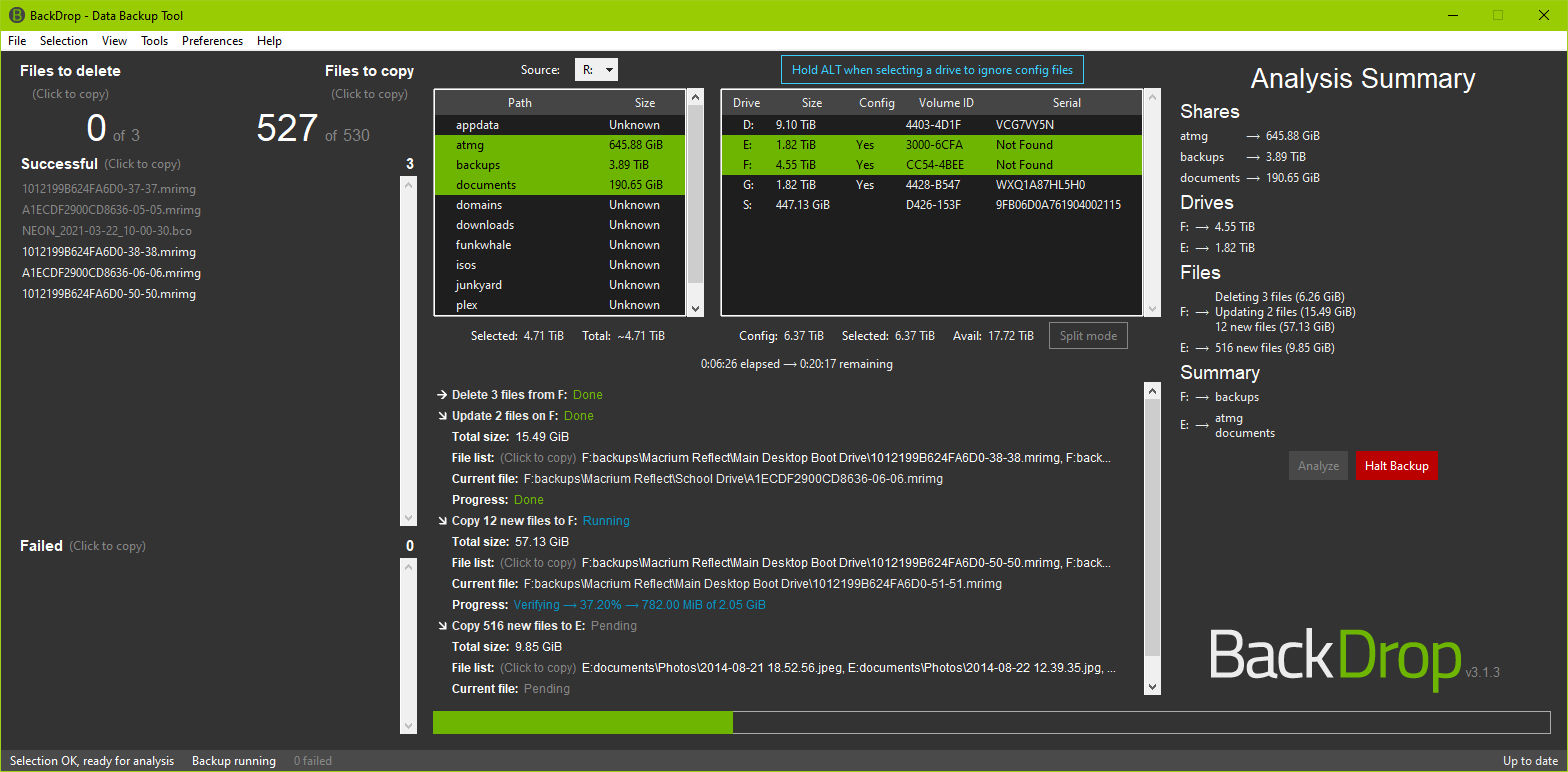 BackDrop - Data Backup Tool
File Selection View Tools Preferences Help
Files to delete
(Click to copy)
0 of 3
Files to copy
(Click to copy)
527 of 530
Successful (Click to copy) 3
1012199B624FA6D0-37-37.mrimg
A1ECDF2900CD8636-05-05.mrimg
NEON_2021-03-22_10-00-30.bco
1012199B624FA6D0-38-38.mrimg
A1ECDF2900CD8636-06-06.mrimg
1012199B624FA6D0-50-50.mrimg
Failed (Click to copy) 0
Source: R:
Path Size
appdata Unknown
atmg 645.88 GiB
backups 3.89 TiB
documents 190.65 GiB
domains Unknown
downloads Unknown
funkwhale Unknown
isos Unknown
junkyard Unknown
plex Unknown
Selected: 4.71 TiB Total: ~4.71 TiB
Hold ALT when selecting a drive to ignore config files
Drive Size Config Volume ID Serial
D: 9.10 TiB 4403-4D1F VCG7VY5N
E: 1.82 TiB Yes 3000-6CFA Not Found
F: 4.55 TiB Yes CC54-4BEE Not Found
G: 1.82 TiB Yes 4428-B547 WXQ1A87HL5H0
S: 447.13 GiB D426-153F 9FB06D0A761904002115
Config: 6.37 TiB Selected: 6.37 TiB Avail: 17.72 TiB Split mode
0:06:26 elapsed → 0:20:17 remaining
Delete 3 files from F: Done
Update 2 files on F: Done
Total size: 15.49 GiB
File list: (Click to copy) F:backups\Macrium Reflect\Main Desktop Boot Drive\1012199B624FA6D0-38-38.mrimg, F:back...
Current file: F:backups\Macrium Reflect\School Drive\A1ECDF2900CD8636-06-06.mrimg
Progress: Done
Copy 12 new files to F: Running
Total size: 57.13 GiB
File list: (Click to copy) F:backups\Macrium Reflect\Main Desktop Boot Drive\1012199B624FA6D0-50-50.mrimg, F:back...
Current file: F:backups\Macrium Reflect\Main Desktop Boot Drive\1012199B624FA6D0-51-51.mrimg
Progress: Verifying → 37.20% → 782.00 MiB of 2.05 GiB
Copy 516 new files to E: Pending
Total size: 9.85 GiB
File list: (Click to copy) E:documents\Photos\2014-08-21 18.52.56.jpeg, E:documents\Photos\2014-08-22 12.39.35.jpg, ...
Current file: Pending
Analysis Summary
Shares
atmg → 645.88 GiB
backups → 3.89 TiB
documents → 190.65 GiB
Drives
F: → 4.55 TiB
E: → 1.82 TiB
Files
Deleting 3 files (6.26 GiB)
F: → Updating 2 files (15.49 GiB)
12 new files (57.13 GiB)
E: → 516 new files (9.85 GiB)
Summary
F: → backups
E: → atmg
documents
Analyze Halt Backup
BackDrop v3.1.3
Selection OK, ready for analysis Backup running 0 failed Up to date